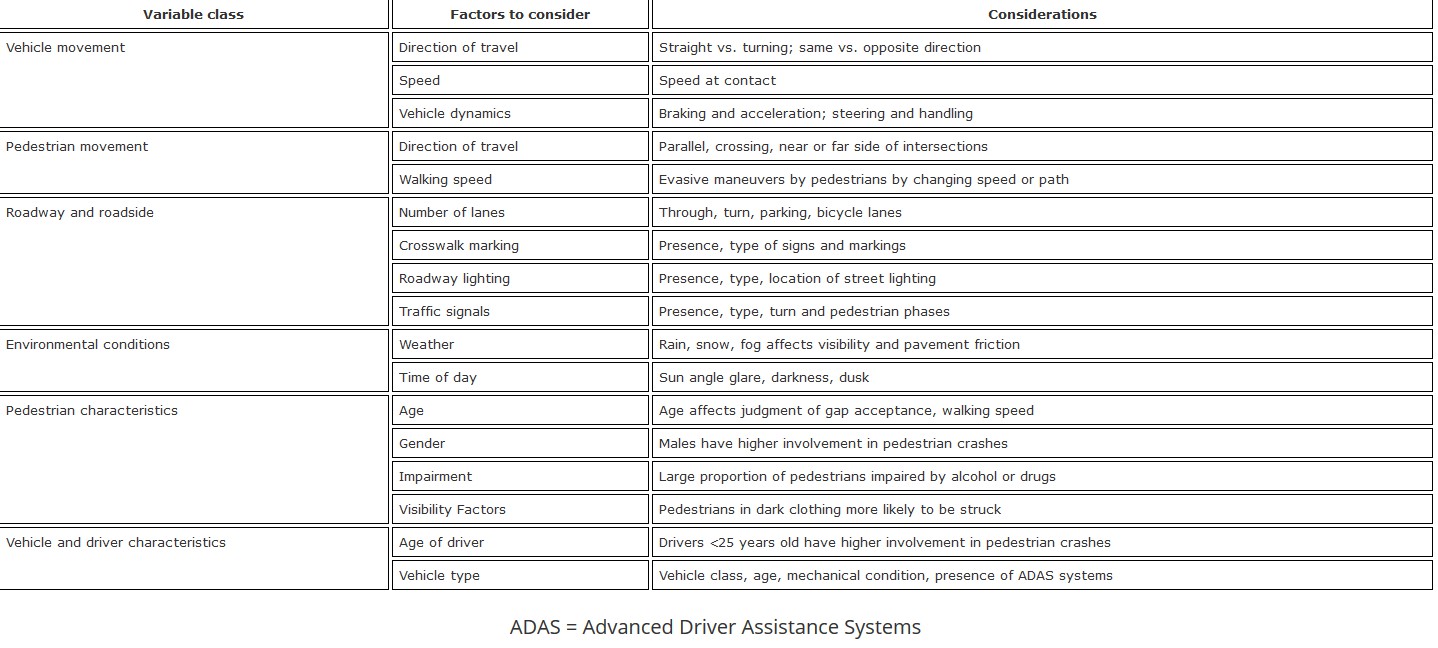 Variable class Factors to consider Considerations
Vehicle movement Direction of travel Straight vs. turning; same vs. opposite direction
Speed Speed at contact
Vehicle dynamics Braking and acceleration; steering and handling
Pedestrian movement Direction of travel Parallel, crossing, near or far side of intersections
Walking speed Evasive maneuvers by pedestrians by changing speed or path
Roadway and roadside Number of lanes Through, turn, parking, bicycle lanes
Crosswalk marking Presence, type of signs and markings
Roadway lighting Presence, type, location of street lighting
Traffic signals Presence, type, turn and pedestrian phases
Environmental conditions Weather Rain, snow, fog affects visibility and pavement friction
Time of day Sun angle glare, darkness, dusk
Pedestrian characteristics Age Age affects judgment of gap acceptance, walking speed
Gender Males have higher involvement in pedestrian crashes
Impairment Large proportion of pedestrians impaired by alcohol or drugs
Visibility Factors Pedestrians in dark clothing more likely to be struck
Vehicle and driver characteristics Age of driver Drivers <25 years old have higher involvement in pedestrian crashes
Vehicle type Vehicle class, age, mechanical condition, presence of ADAS systems
ADAS = Advanced Driver Assistance Systems